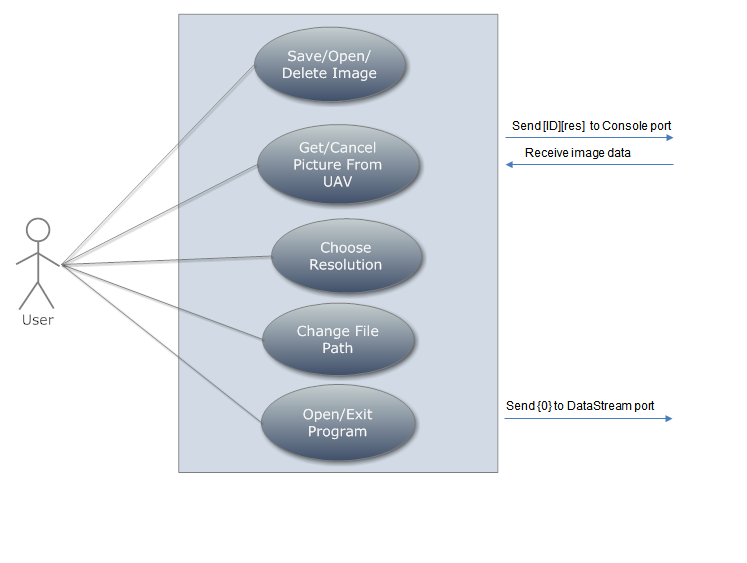 Save/Open/
Delete Image
Get/Cancel
Picture From
UAV
Choose
Resolution
Change File
Path
Open/Exit
Program
User
Send [ID][res] to Console port
Receive image data
Send {0} to DataStream port